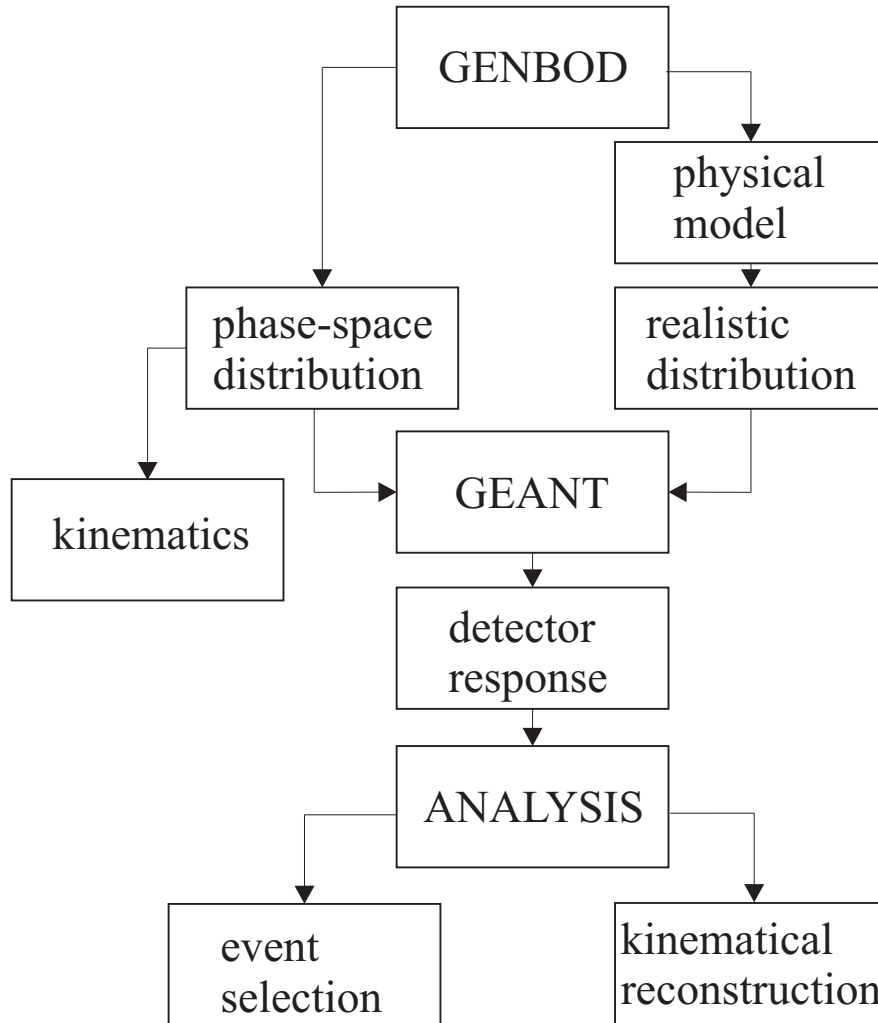 GENBOD
physical
model
phase-space
distribution
realistic
distribution
GEANT
kinematics
detector
response
ANALYSIS
event
selection
kinematical
reconstruction